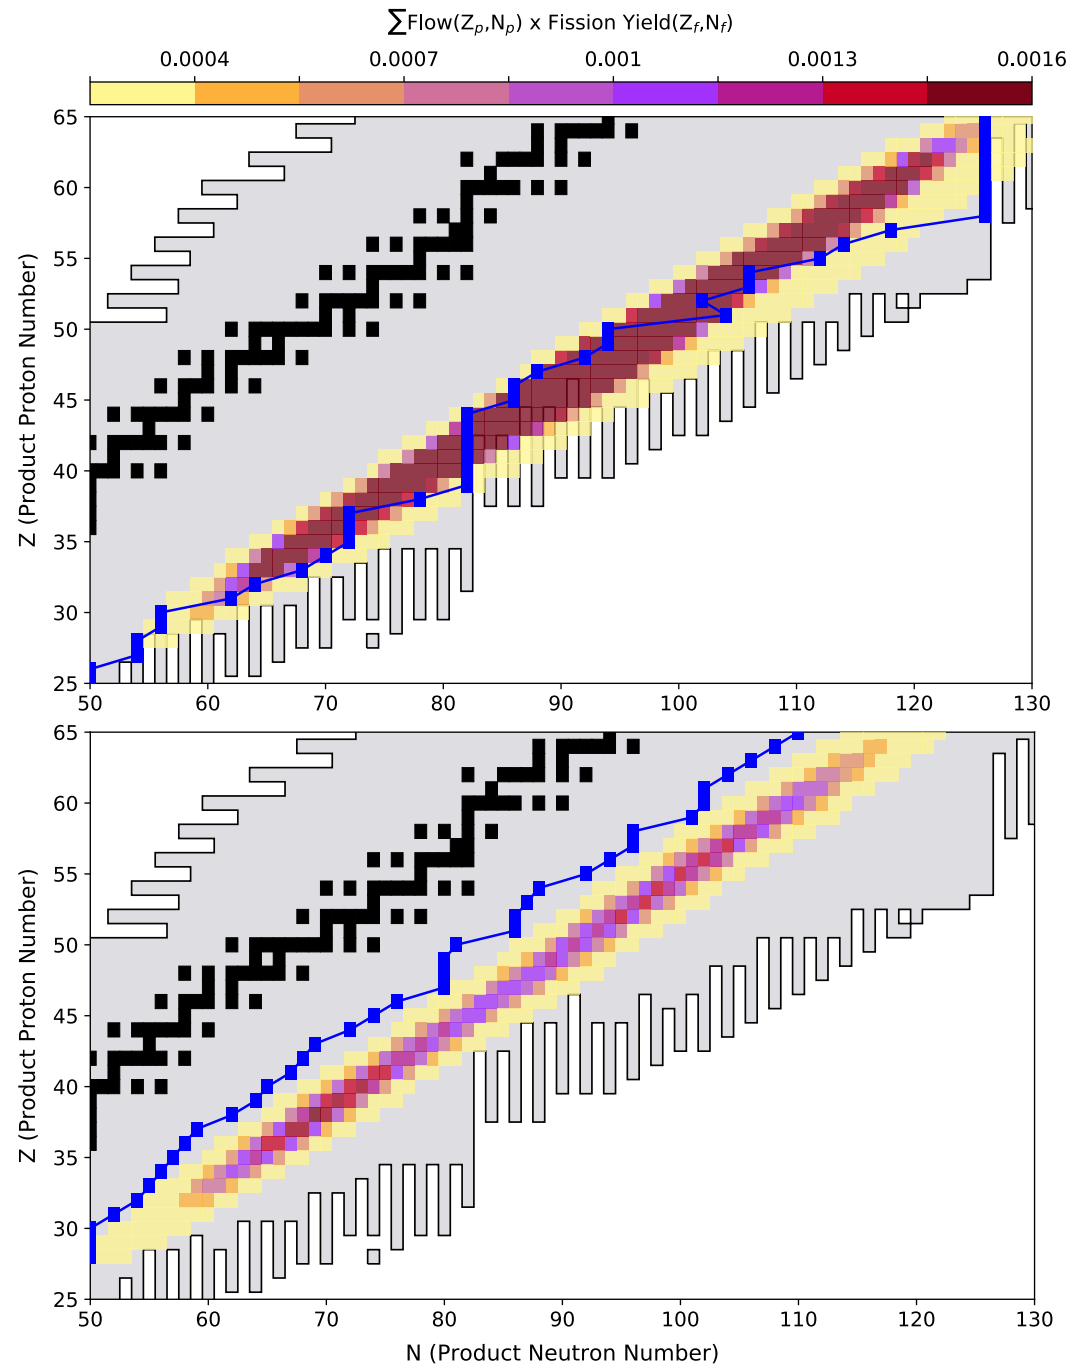 ∑Flow(Zₚ,Nₚ) x Fission Yield(Z_f,N_f)
0.0004 0.0007 0.001 0.0013 0.0016
65
60
55
50
45
40
35
30
25
Z (Product Proton Number)
50 60 70 80 90 100 110 120 130
65
60
55
50
45
40
35
30
25
Z (Product Proton Number)
50 60 70 80 90 100 110 120 130
N (Product Neutron Number)